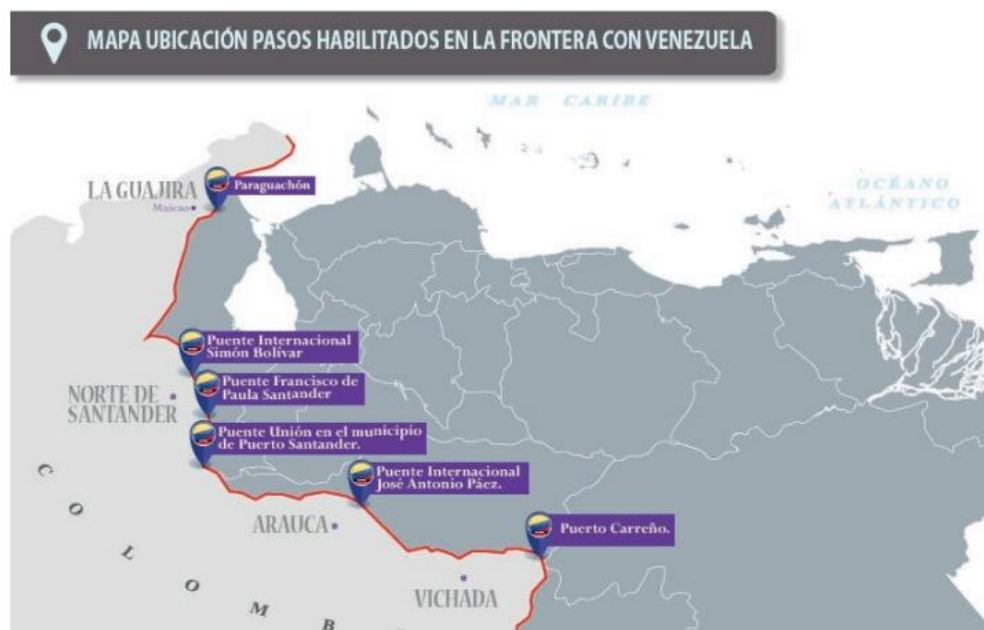 MAPA UBICACIÓN PASOS HABILITADOS EN LA FRONTERA CON VENEZUELA
MAR CARIBE
OCÉANO
ATLÁNTICO
LA GUAJIRA
Maicao
Paraguachón
Puente Internacional
Simón Bolívar
NORTE DE
SANTANDER
Puente Francisco de
Paula Santander
Puente Unión en el municipio
de Puerto Santander.
Puente Internacional
José Antonio Páez.
ARAUCA
Puerto Carreño.
VICHADA
C O L O M B